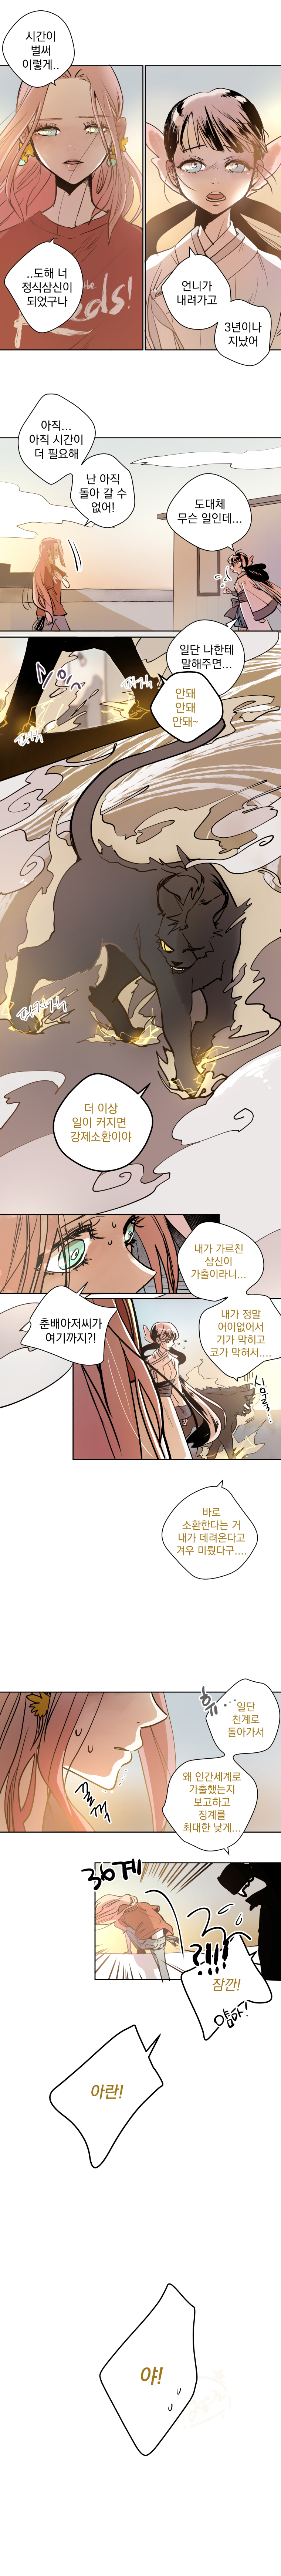 시간이
벌써
이렇게..
..도해 너
정식삼신이
되었구나
언니가
내려가고
3년이나
지났어
아직...
아직 시간이
더 필요해
난 아직
돌아 갈 수
없어!
도대체
무슨 일인데...
일단 나한테
말해주면...
안돼
안돼
안돼~
더 이상
일이 커지면
강제소환이야
내가 가르친
삼신이
가출이라니...
내가 정말
어이없어서
기가 막히고
코가 막혀서....
춘배아저씨가
여기까지?!
시무룩..
바로
소환한다는 거
내가 데려온다고
겨우 미뤘다구....
일단
천계로
돌아가서
왜 인간세계로
가출했는지
보고하고
징계를
최대한 낮게...
움찔
36계
잠깐!
얌마!
아란!
야!